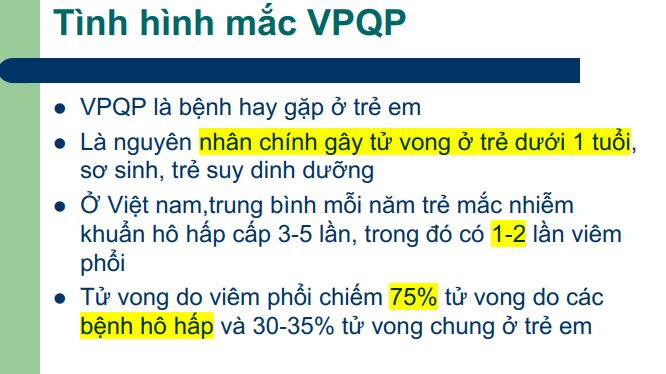 Tình hình mắc VPQP
● VPQP là bệnh hay gặp ở trẻ em
● Là nguyên nhân chính gây tử vong ở trẻ dưới 1 tuổi,
sơ sinh, trẻ suy dinh dưỡng
● Ở Việt nam,trung bình mỗi năm trẻ mắc nhiễm
khuẩn hô hấp cấp 3-5 lần, trong đó có 1-2 lần viêm
phổi
● Tử vong do viêm phổi chiếm 75% tử vong do các
bệnh hô hấp và 30-35% tử vong chung ở trẻ em